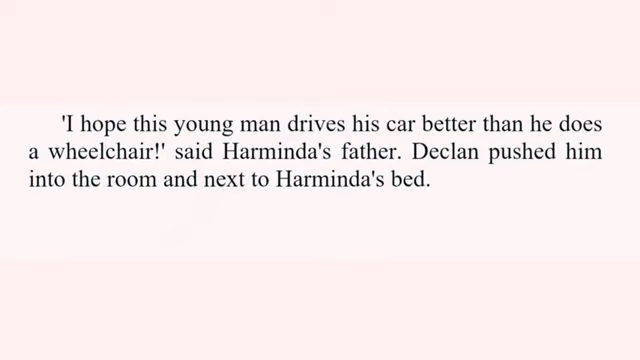 'I hope this young man drives his car better than he does
a wheelchair!' said Harminda's father. Declan pushed him
into the room and next to Harminda's bed.